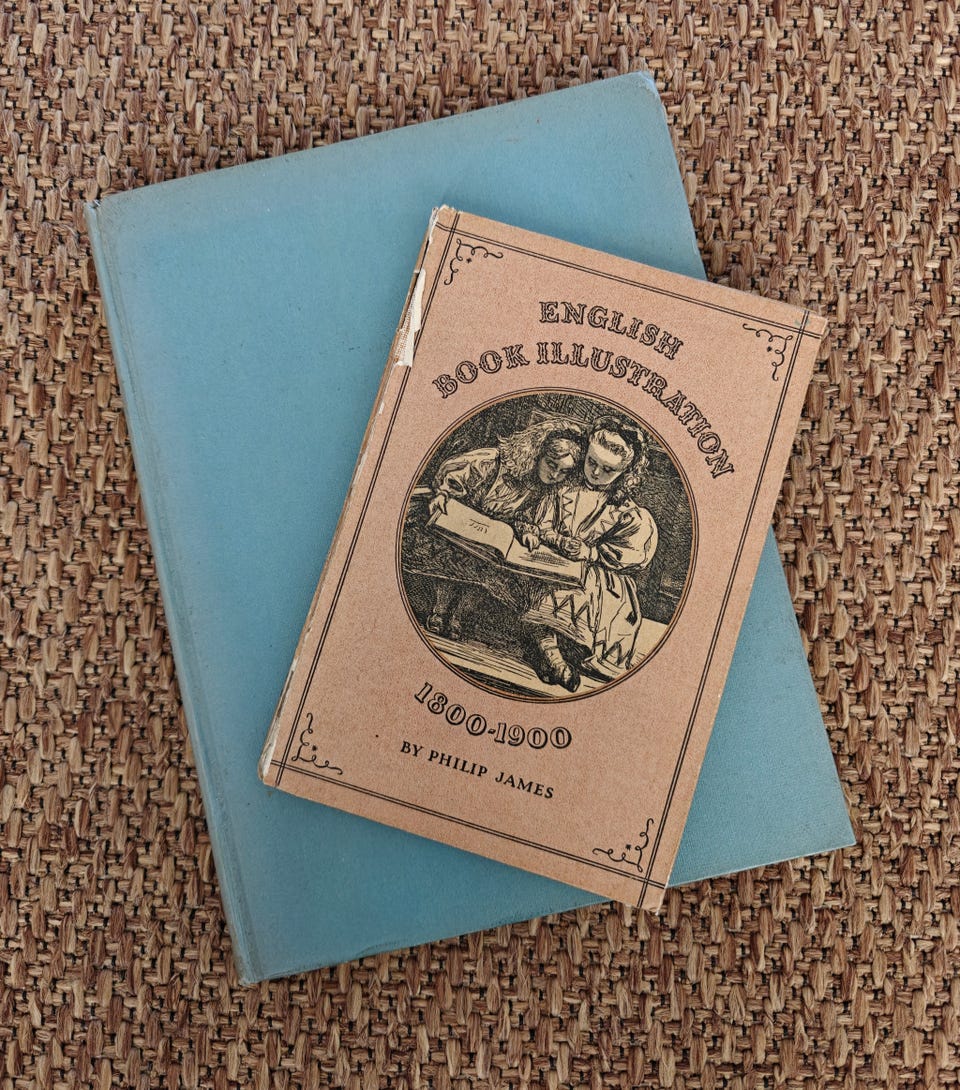 ENGLISH
BOOK ILLUSTRATION
1800-1900
BY PHILIP JAMES